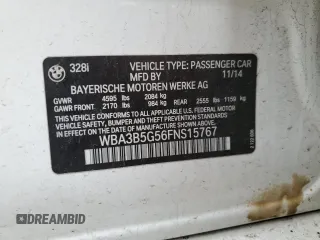 328i
VEHICLE TYPE: PASSENGER CAR
MFD BY 11/14
BAYERISCHE MOTOREN WERKE AG
GVWR 4595 lbs 2084 kg
GAWR FRONT 2170 lbs 984 kg REAR 2555 lbs 1159 kg
THIS VEHICLE CONFORMS TO ALL APPLICABLE FEDERAL MOTOR VEHICLE SAFETY, BUMPER, AND THEFT PREVENTION STANDARDS IN EFFECT ON THE DATE OF MANUFACTURE SHOWN ABOVE.
WBA3B5G56FNS15767
DREAMBID